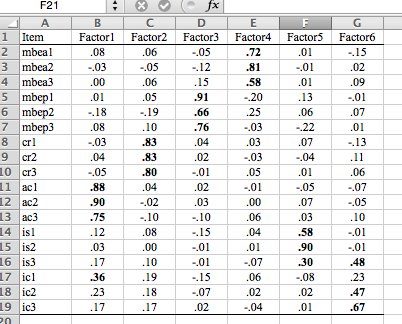 F21 fx
A B C D E F G
1 Item Factor1 Factor2 Factor3 Factor4 Factor5 Factor6
2 mbea1 .08 .06 -.05 .72 .01 -.15
3 mbea2 -.03 -.05 -.12 .81 -.01 .02
4 mbea3 .00 .06 .15 .58 .01 .09
5 mbep1 .01 .05 .91 -.20 .13 -.01
6 mbep2 -.18 -.19 .66 .25 .06 .07
7 mbep3 .08 .10 .76 -.03 -.22 .01
8 cr1 -.03 .83 .04 .03 .07 -.13
9 cr2 .04 .83 .02 -.03 -.04 .11
10 cr3 -.05 .80 -.01 .05 .01 .06
11 ac1 .88 .04 .02 -.01 -.05 -.07
12 ac2 .90 -.02 .03 .00 .07 -.05
13 ac3 .75 -.10 -.10 .06 .03 .10
14 is1 .12 .08 -.15 .04 .58 -.01
15 is2 .03 .00 -.01 .01 .90 -.01
16 is3 .17 .10 -.01 -.07 .30 .48
17 ic1 .36 .19 -.15 .06 -.08 .23
18 ic2 .23 .18 -.07 .02 .02 .47
19 ic3 .17 .17 .02 -.04 .01 .67
20